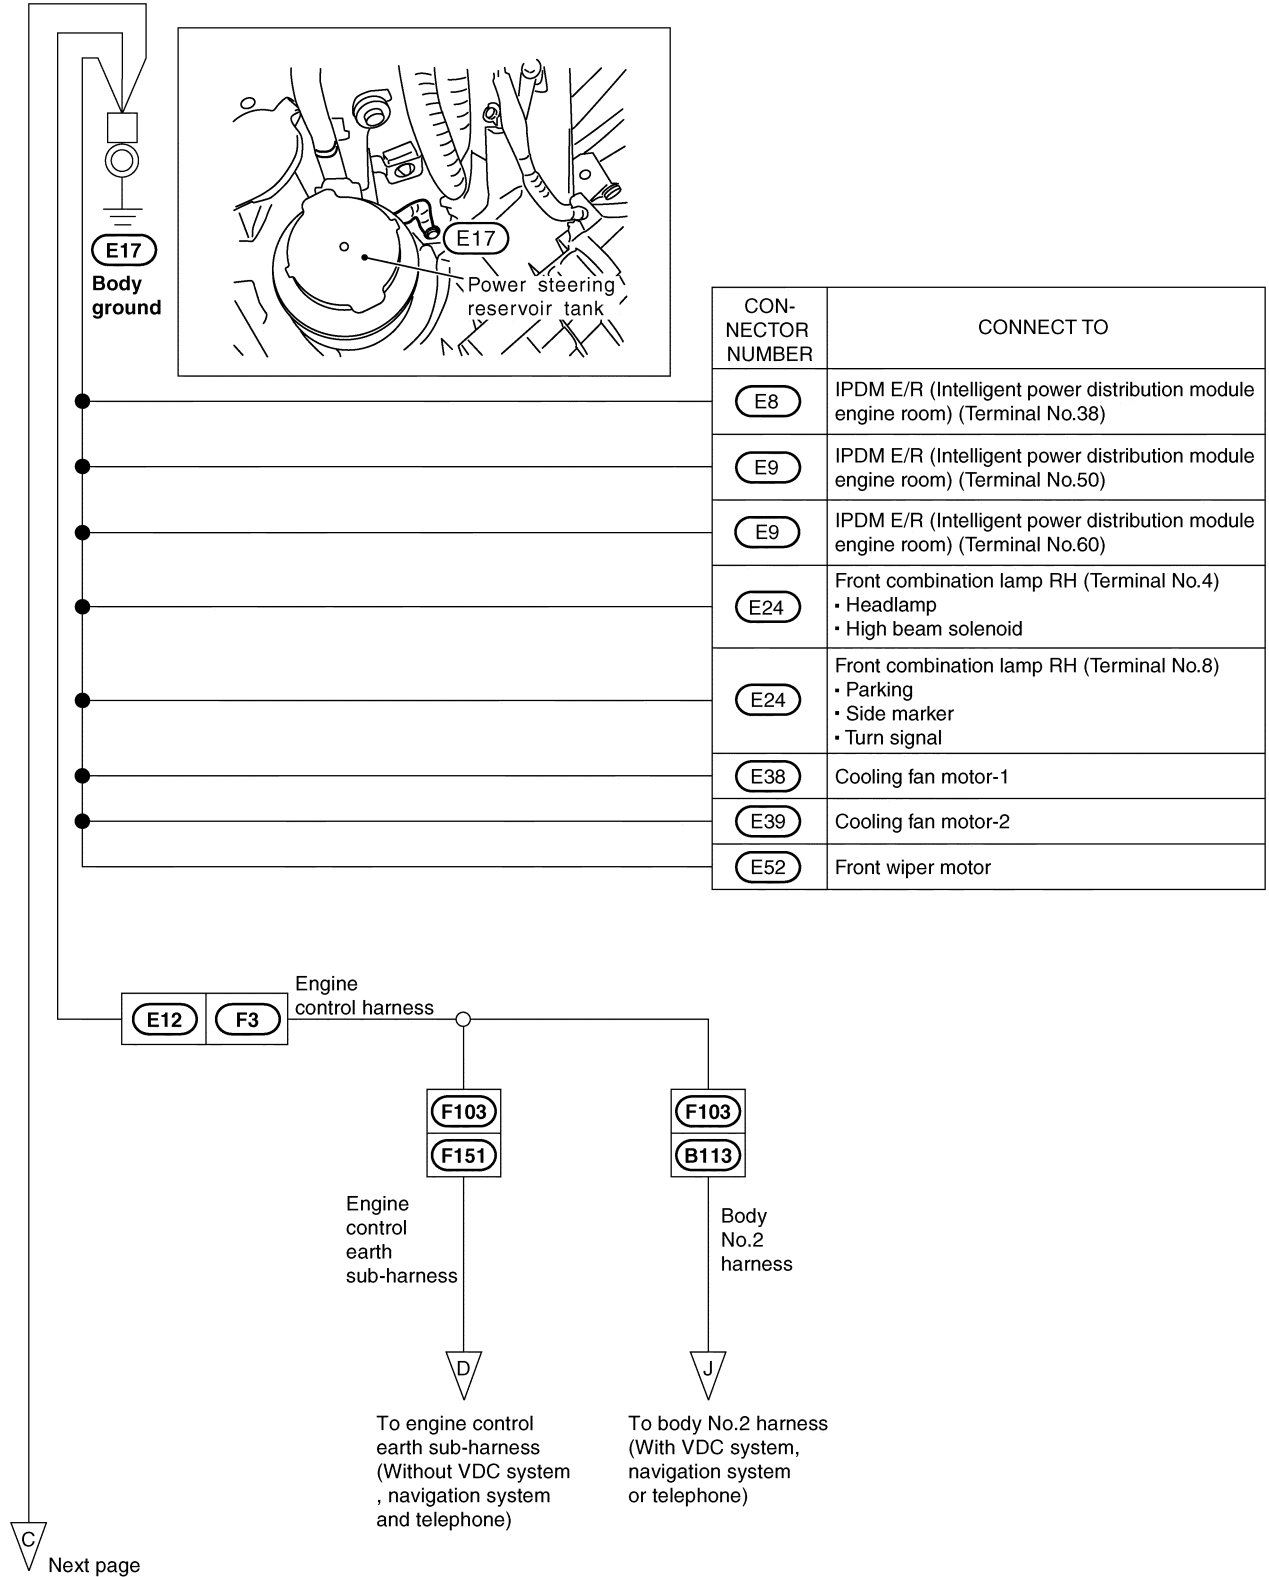 E17
Body
ground
E17
Power steering
reservoir tank
CON-
NECTOR
NUMBER
CONNECT TO
E8
IPDM E/R (Intelligent power distribution module
engine room) (Terminal No.38)
E9
IPDM E/R (Intelligent power distribution module
engine room) (Terminal No.50)
E9
IPDM E/R (Intelligent power distribution module
engine room) (Terminal No.60)
E24
Front combination lamp RH (Terminal No.4)
▪ Headlamp
▪ High beam solenoid
E24
Front combination lamp RH (Terminal No.8)
▪ Parking
▪ Side marker
▪ Turn signal
E38
Cooling fan motor-1
E39
Cooling fan motor-2
E52
Front wiper motor
Engine
control harness
E12
F3
F103
F151
F103
B113
Engine
control
earth
sub-harness
Body
No.2
harness
D
J
To engine control
earth sub-harness
(Without VDC system
, navigation system
and telephone)
To body No.2 harness
(With VDC system,
navigation system
or telephone)
C
Next page